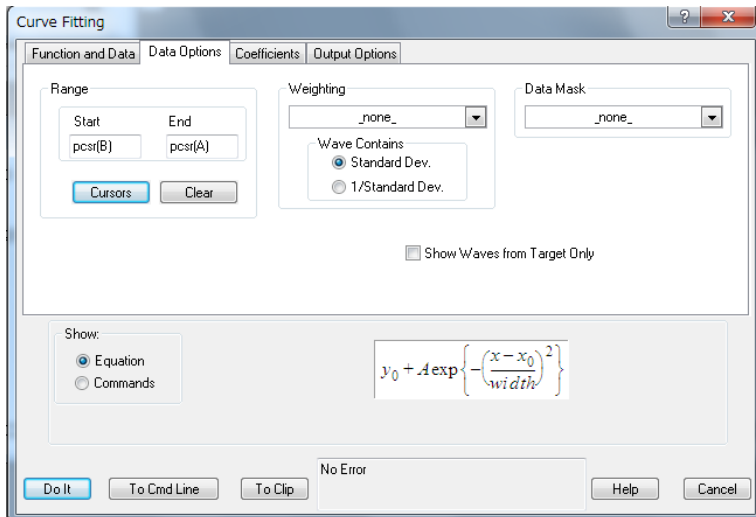 Curve Fitting
Function and Data
Data Options
Coefficients
Output Options
Range
Start
End
pcsr(B)
pcsr(A)
Cursors
Clear
Weighting
_none_
Wave Contains
Standard Dev.
1/Standard Dev.
Data Mask
_none_
Show Waves from Target Only
Show:
Equation
Commands
y₀ + A exp{-((x-x₀)/width)²}
Do It
To Cmd Line
To Clip
No Error
Help
Cancel